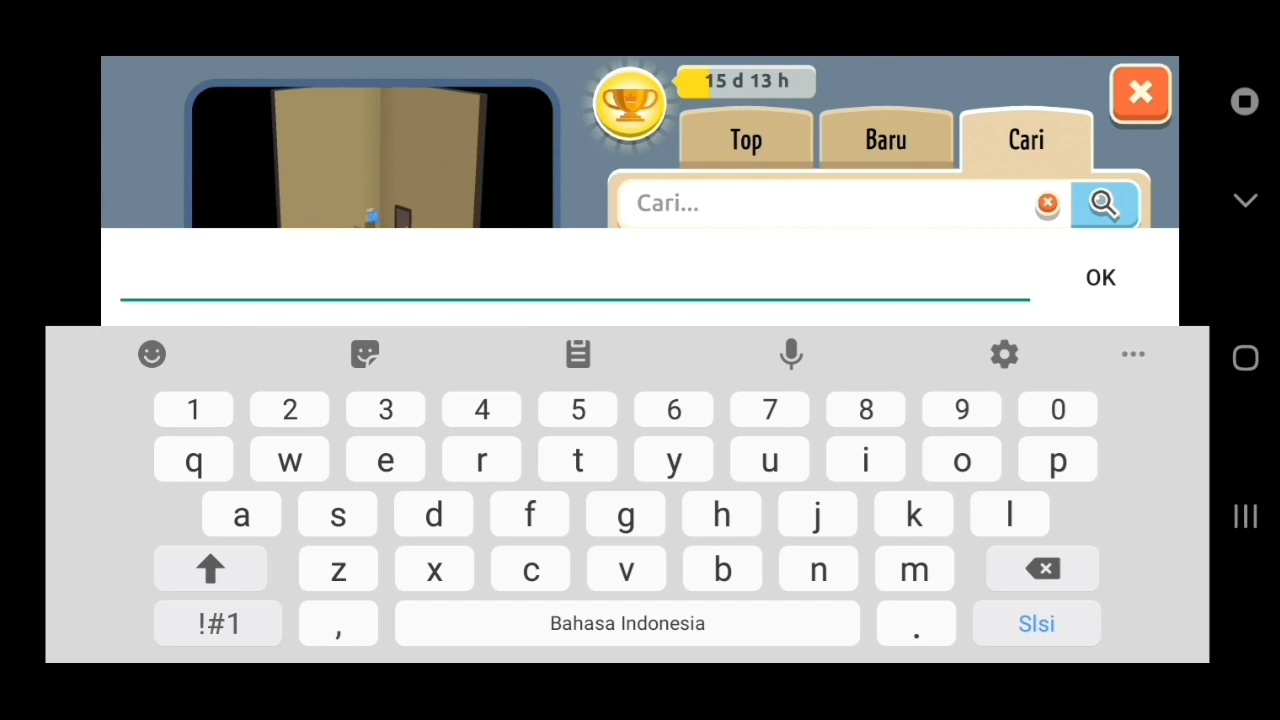 15 d 13 h
Top Baru Cari
Cari...
OK
1 2 3 4 5 6 7 8 9 0
q w e r t y u i o p
a s d f g h j k l
z x c v b n m
!#1 , Bahasa Indonesia . Slsi